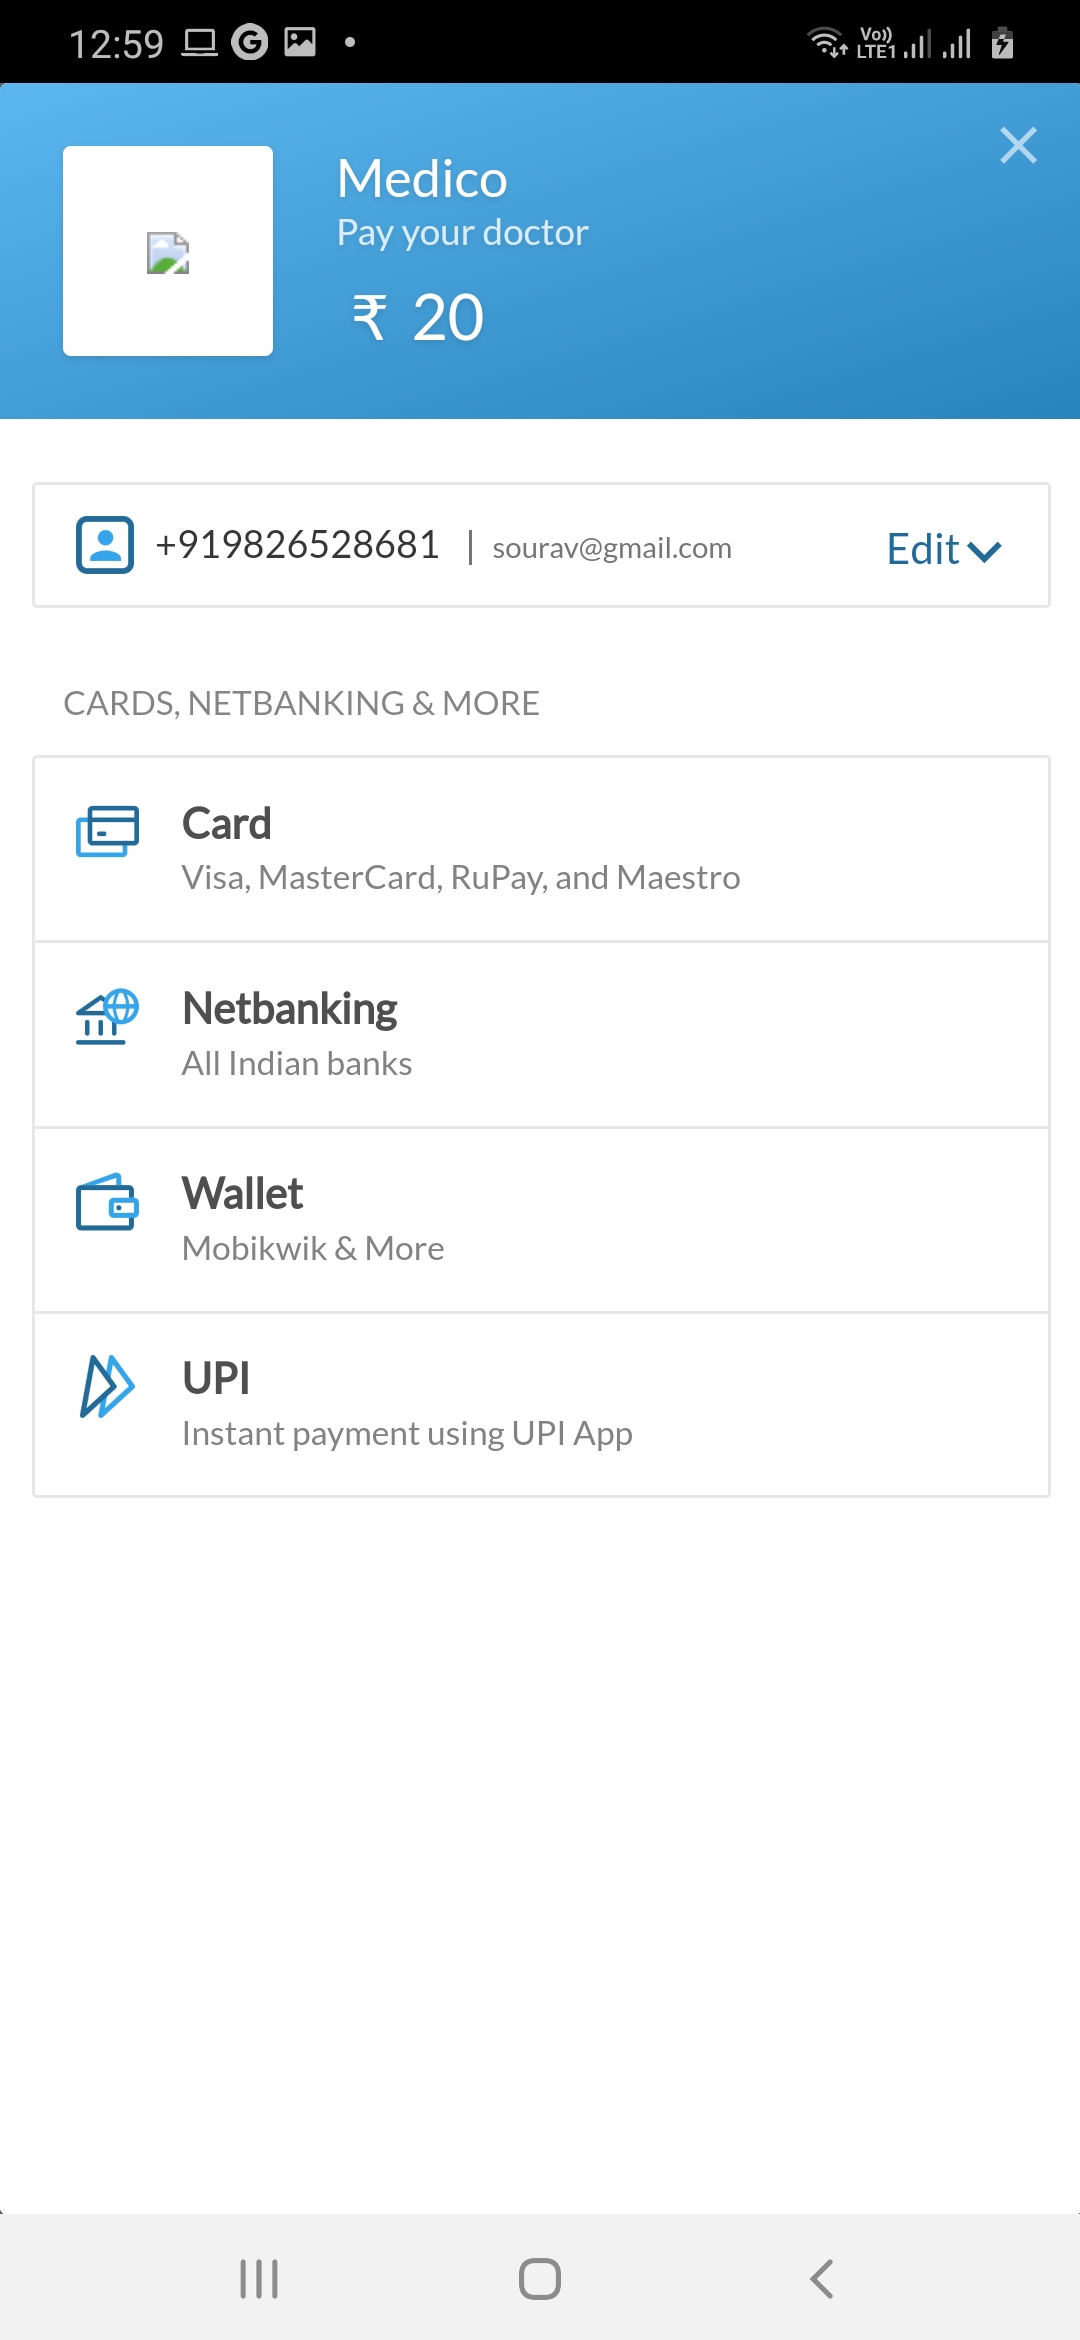 12:59
Vo)) LTE1
Medico
Pay your doctor
₹ 20
+919826528681 | sourav@gmail.com Edit
CARDS, NETBANKING & MORE
Card
Visa, MasterCard, RuPay, and Maestro
Netbanking
All Indian banks
Wallet
Mobikwik & More
UPI
Instant payment using UPI App